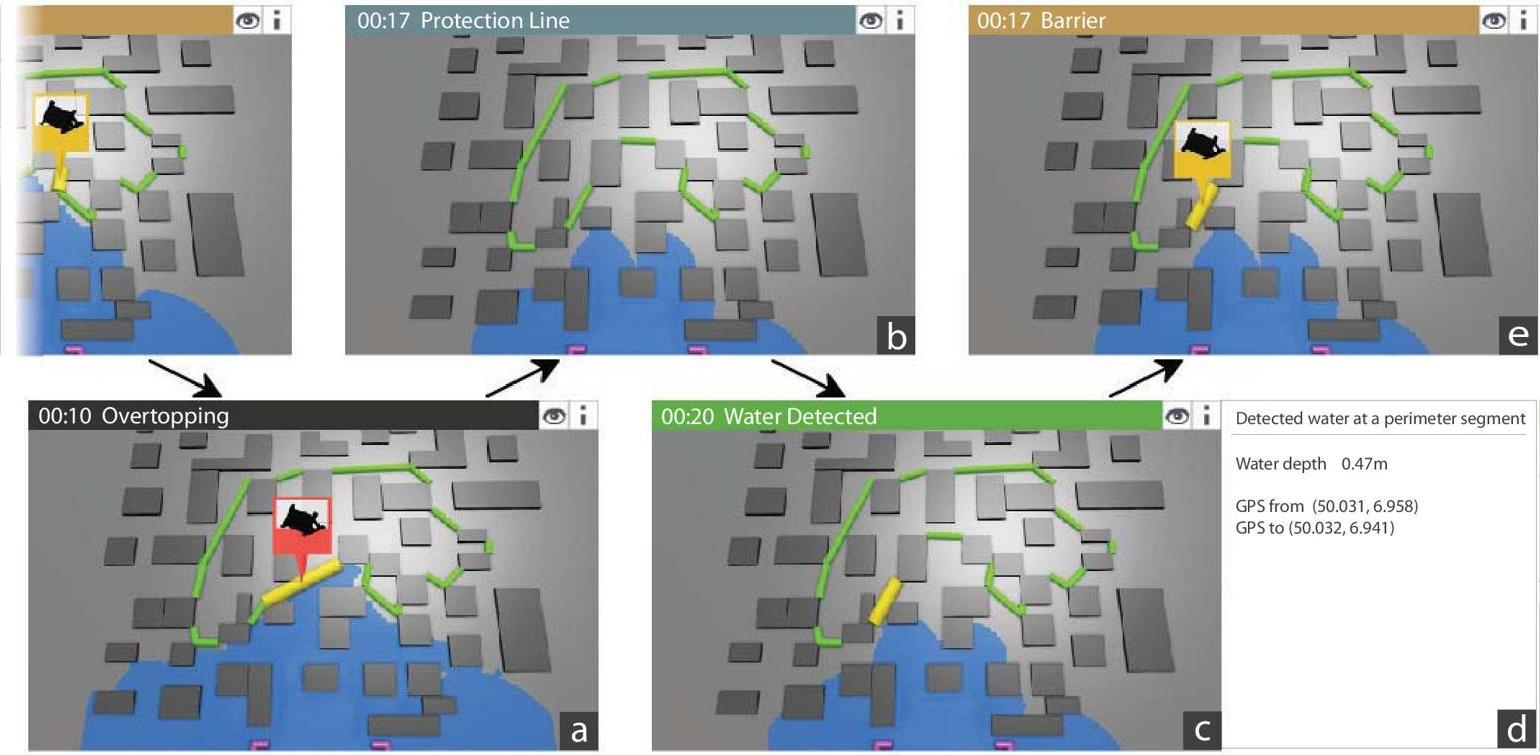 00:17 Protection Line
i
i
00:17 Barrier
i
b
e
00:10 Overtopping
i
00:20 Water Detected
i
Detected water at a perimeter segment
Water depth 0.47m
GPS from (50.031, 6.958)
GPS to (50.032, 6.941)
a
c
d